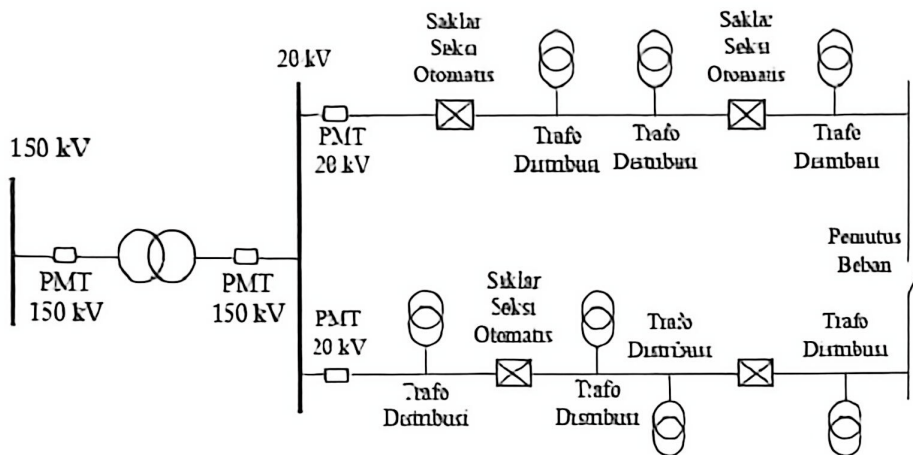 20 kV
Saklar
Seksi
Otomatis
Saklar
Seksi
Otomatis
PMT
20 kV
Trafo
Distribusi
Trafo
Distribusi
Trafo
Distribusi
150 kV
PMT
150 kV
PMT
150 kV
Pemutus
Beban
PMT
20 kV
Saklar
Seksi
Otomatis
Trafo
Distribusi
Trafo
Distribusi
Trafo
Distribusi
Trafo
Distribusi